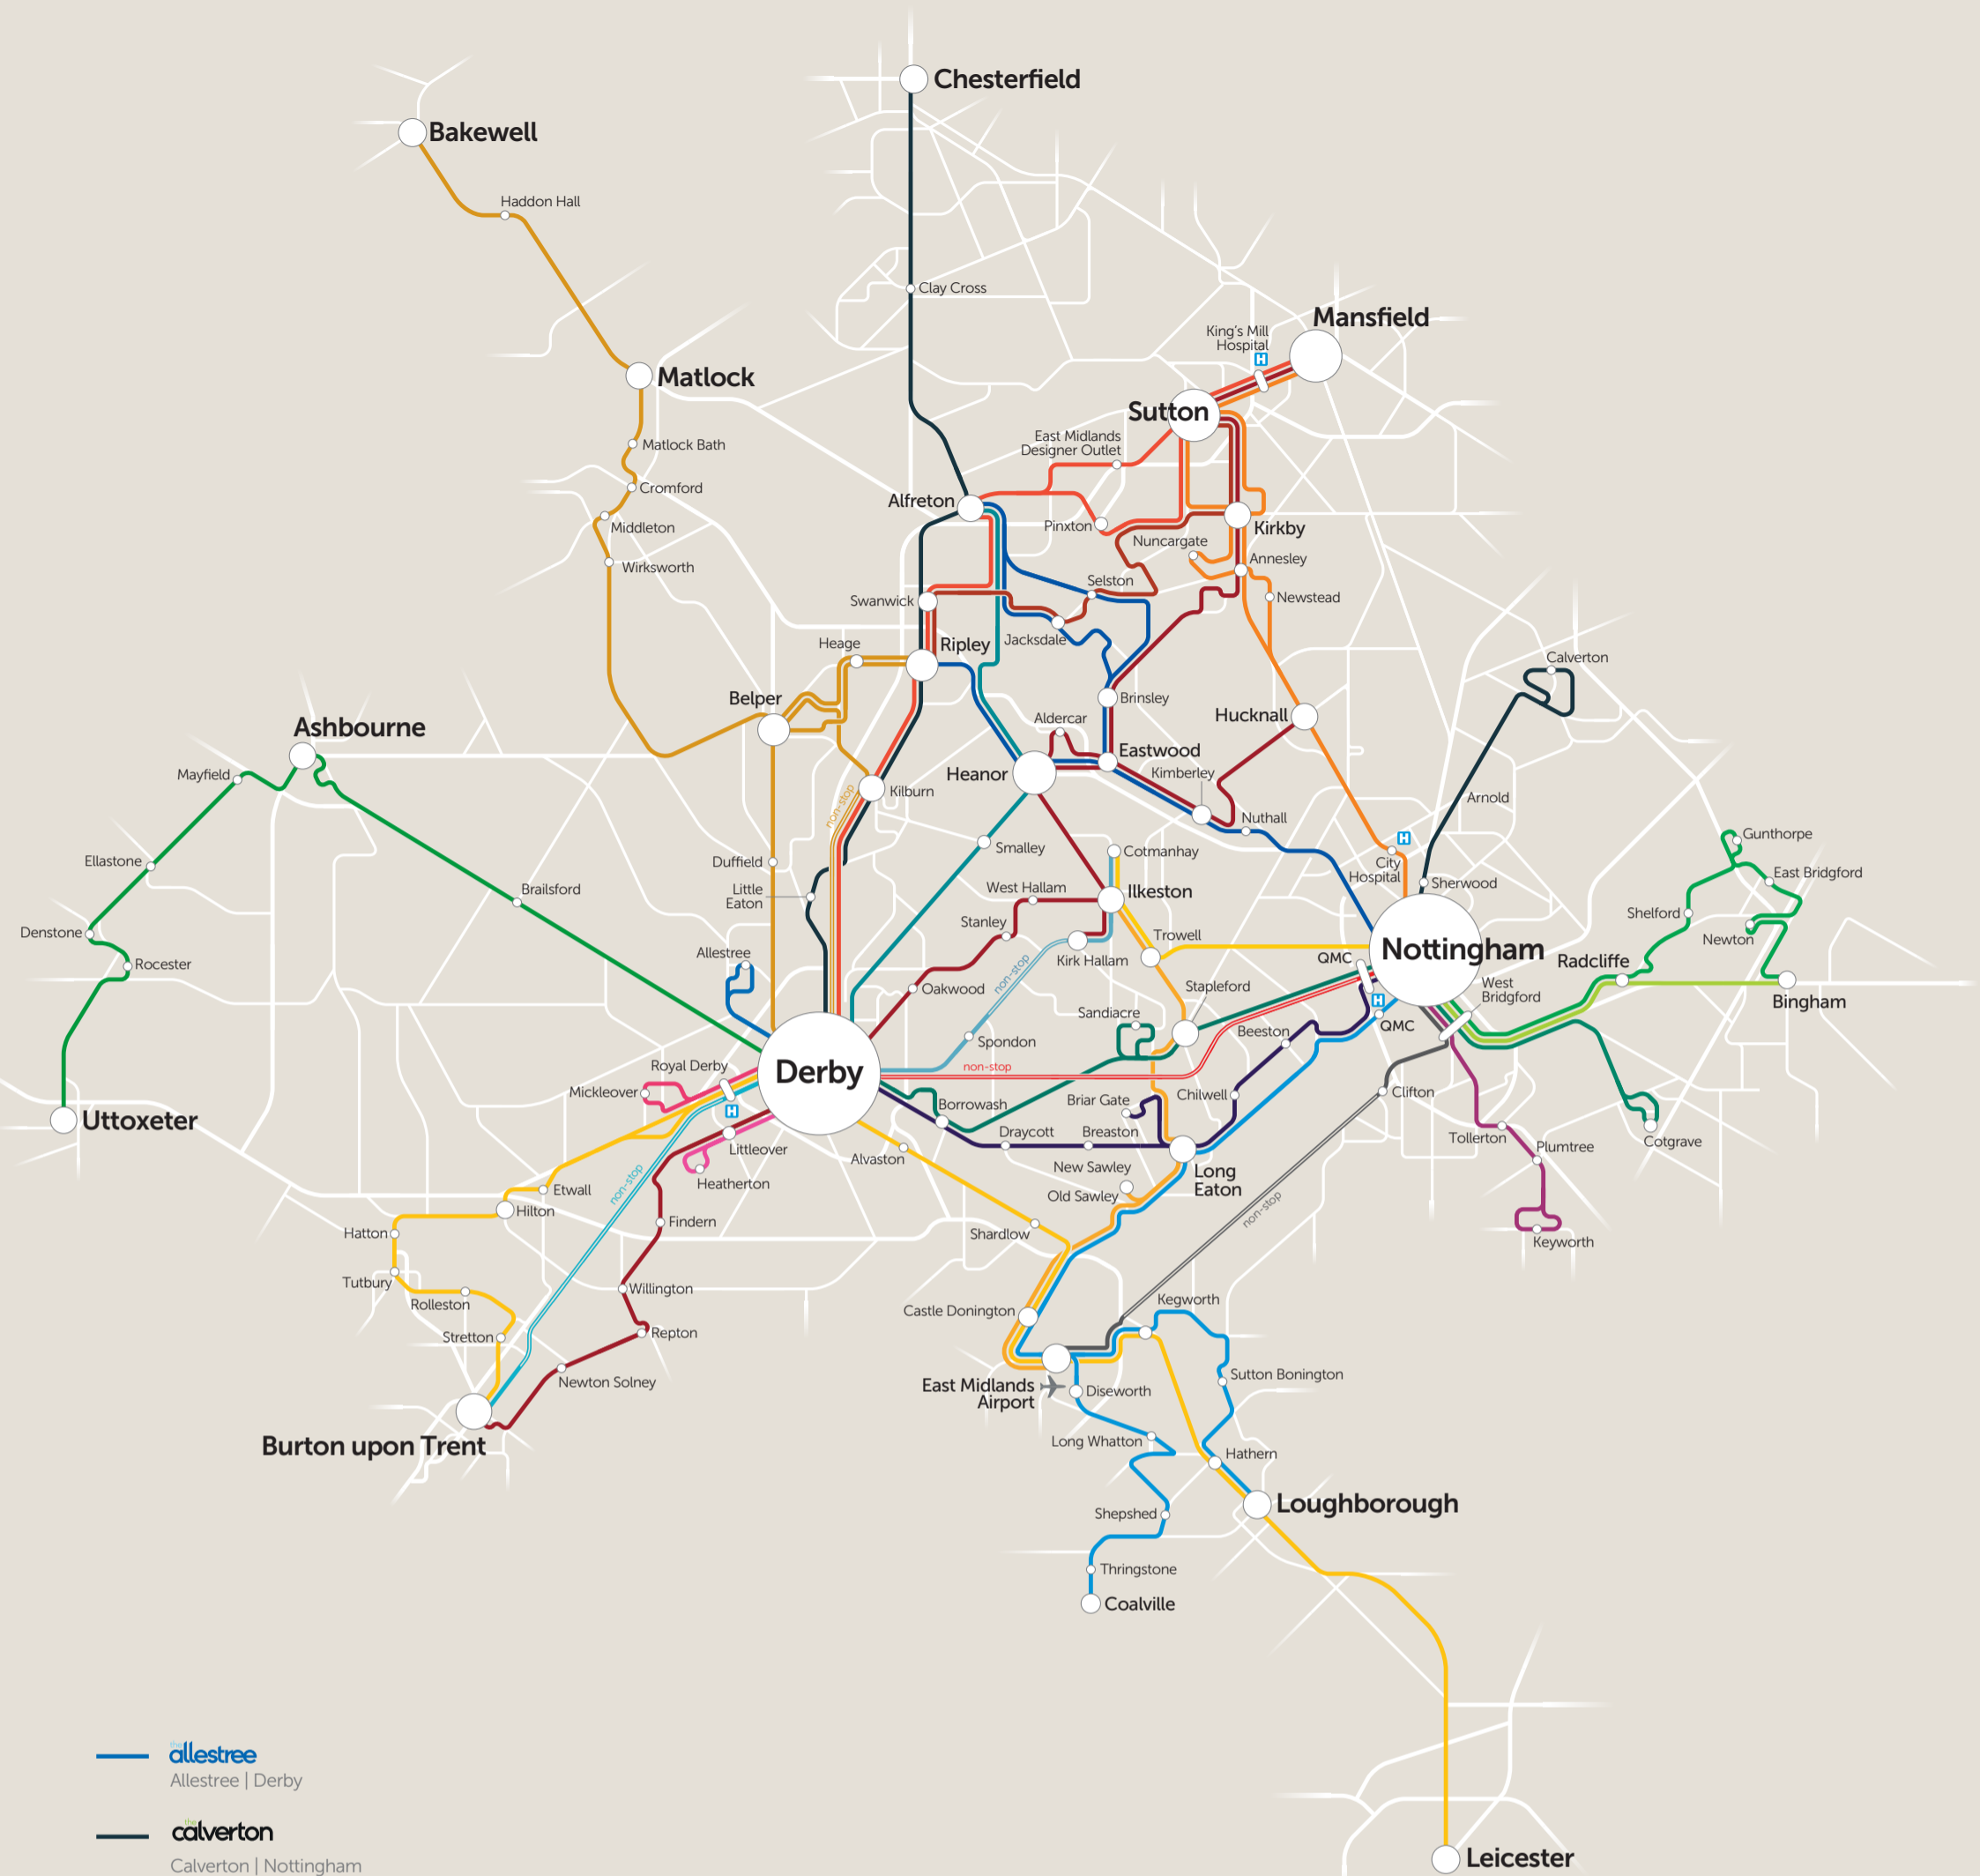 Chesterfield
Bakewell
Haddon Hall
Clay Cross
Mansfield
King's Mill
Hospital
H
Matlock
Sutton
East Midlands
Designer Outlet
Matlock Bath
Cromford
Alfreton
Middleton
Pinxton
Kirkby
Nuncargate
Annesley
Wirksworth
Selston
Newstead
Swanwick
Jacksdale
Heage
Ripley
Calverton
Belper
Brinsley
Aldercar
Hucknall
Ashbourne
Eastwood
Mayfield
Heanor
Kimberley
non-stop
Kilburn
Arnold
Nuthall
H
Gunthorpe
Smalley
Cotmanhay
City
Hospital
Ellastone
Duffield
East Bridgford
Sherwood
Brailsford
Little
Eaton
West Hallam
Ilkeston
Shelford
Denstone
Stanley
Trowell
Newton
Allestree
Kirk Hallam
QMC
Nottingham
Radcliffe
Rocester
non-stop
Oakwood
Stapleford
H
West
Bridgford
Bingham
Sandiacre
QMC
Spondon
Beeston
Royal Derby
Derby
non-stop
Mickleover
H
Borrowash
Briar Gate
Chilwell
Clifton
Uttoxeter
Draycott
Breaston
Tollerton
Plumtree
Cotgrave
Littleover
Alvaston
New Sawley
Long
Eaton
non-stop
Heatherton
Old Sawley
non-stop
Etwall
Hilton
Findern
Shardlow
Hatton
Keyworth
Tutbury
Willington
Rolleston
Castle Donington
Kegworth
Stretton
Repton
Newton Solney
East Midlands
Airport
Diseworth
Sutton Bonington
Burton upon Trent
Long Whatton
Hathern
Loughborough
Shepshed
Thringstone
Coalville
the
allestree
Allestree | Derby
the
calverton
Calverton | Nottingham
Leicester